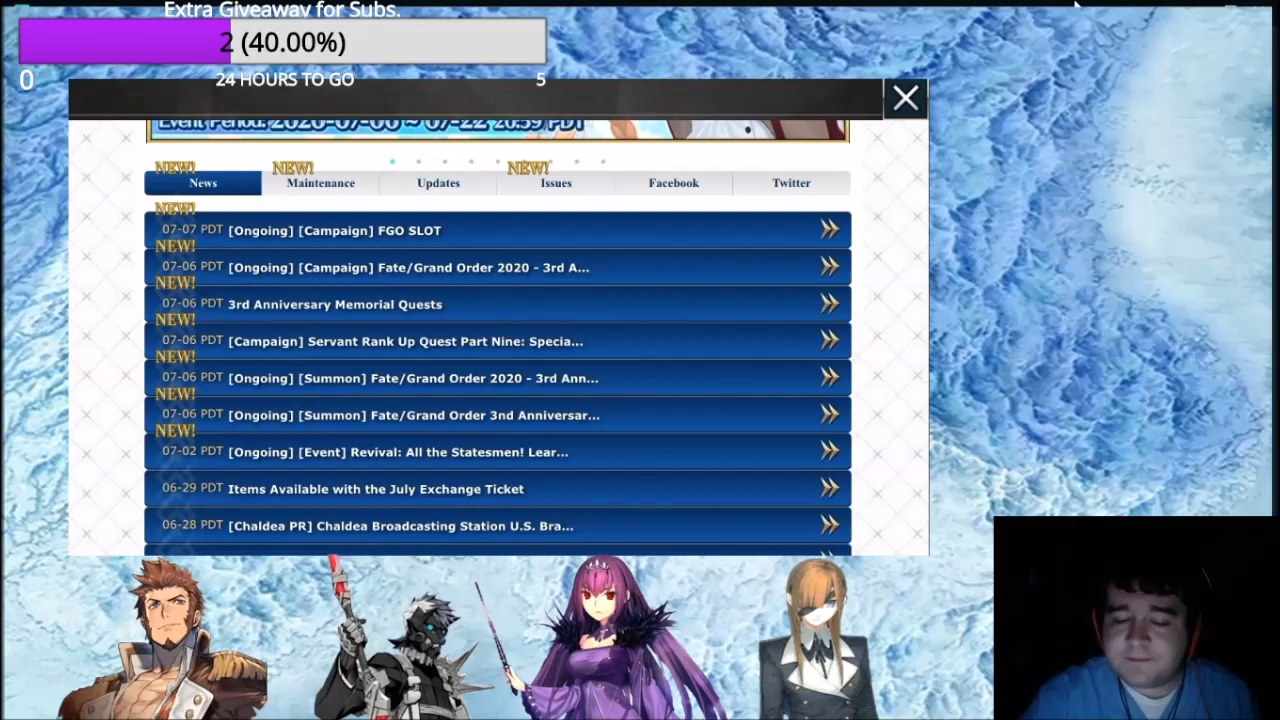 Extra Giveaway for Subs.
2 (40.00%)
0
24 HOURS TO GO
5
Event Period: 2020-07-06 ~ 07-22 20:59 PDT
NEW!
NEW!
NEW!
News
Maintenance
Updates
Issues
Facebook
Twitter
NEW!
07-07 PDT [Ongoing] [Campaign] FGO SLOT
NEW!
07-06 PDT [Ongoing] [Campaign] Fate/Grand Order 2020 - 3rd A...
NEW!
07-06 PDT 3rd Anniversary Memorial Quests
NEW!
07-06 PDT [Campaign] Servant Rank Up Quest Part Nine: Specia...
NEW!
07-06 PDT [Ongoing] [Summon] Fate/Grand Order 2020 - 3rd Ann...
NEW!
07-06 PDT [Ongoing] [Summon] Fate/Grand Order 3nd Anniversar...
NEW!
07-02 PDT [Ongoing] [Event] Revival: All the Statesmen! Lear...
06-29 PDT Items Available with the July Exchange Ticket
06-28 PDT [Chaldea PR] Chaldea Broadcasting Station U.S. Bra...